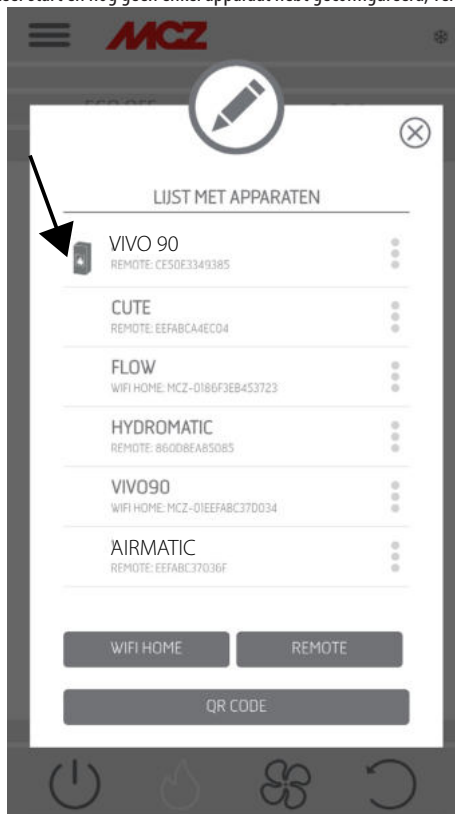 MCZ
LIJST MET APPARATEN
VIVO 90
REMOTE: CE50E3349385
CUTE
REMOTE: EEFABCA4EC04
FLOW
WIFI HOME: MCZ-0186F3EB453723
HYDROMATIC
REMOTE: 860D8EA85085
VIVO90
WIFI HOME: MCZ-01EEFABC37D034
AIRMATIC
REMOTE: EEFABC37036F
WIFI HOME
REMOTE
QR CODE